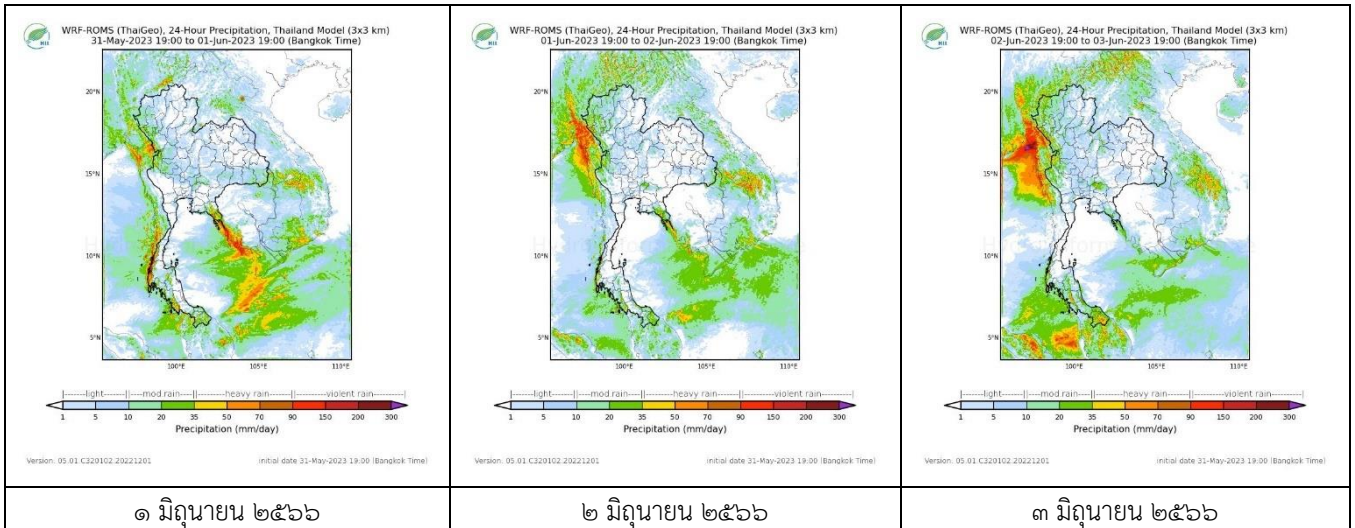 WRF-ROMS (ThaiGeo), 24-Hour Precipitation, Thailand Model (3x3 km)
31-May-2023 19:00 to 01-Jun-2023 19:00 (Bangkok Time)
HII
20°N
15°N
10°N
5°N
100°E 105°E 110°E
|------light------||---mod rain---||------heavy rain------||------violent rain------|
1 5 10 20 35 50 70 90 150 200 300
Precipitation (mm/day)
Version: 05.01.C320102.20221201 initial date 31-May-2023 19:00 (Bangkok Time)
๑ มิถุนายน ๒๕๖๖
WRF-ROMS (ThaiGeo), 24-Hour Precipitation, Thailand Model (3x3 km)
01-Jun-2023 19:00 to 02-Jun-2023 19:00 (Bangkok Time)
HII
20°N
15°N
10°N
5°N
100°E 105°E 110°E
|------light------||---mod rain---||------heavy rain------||------violent rain------|
1 5 10 20 35 50 70 90 150 200 300
Precipitation (mm/day)
Version: 05.01.C320102.20221201 initial date 31-May-2023 19:00 (Bangkok Time)
๒ มิถุนายน ๒๕๖๖
WRF-ROMS (ThaiGeo), 24-Hour Precipitation, Thailand Model (3x3 km)
02-Jun-2023 19:00 to 03-Jun-2023 19:00 (Bangkok Time)
HII
20°N
15°N
10°N
5°N
100°E 105°E 110°E
|------light------||---mod rain---||------heavy rain------||------violent rain------|
1 5 10 20 35 50 70 90 150 200 300
Precipitation (mm/day)
Version: 05.01.C320102.20221201 initial date 31-May-2023 19:00 (Bangkok Time)
๓ มิถุนายน ๒๕๖๖